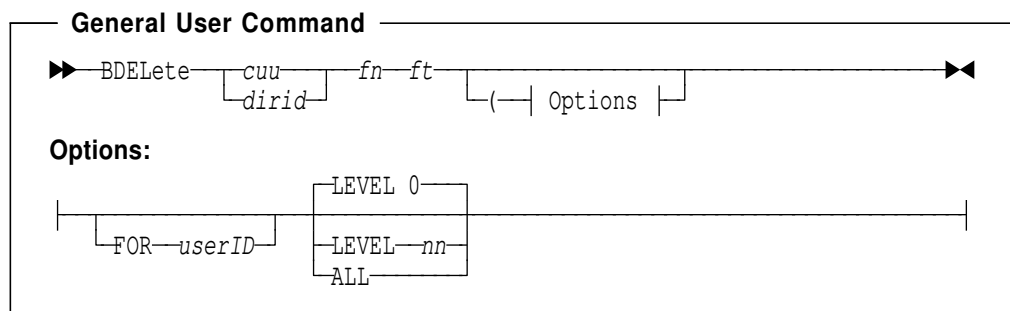 General User Command
BDELete cuu fn ft
dirid ( Options
Options:
LEVEL 0
FOR userID LEVEL nn
ALL